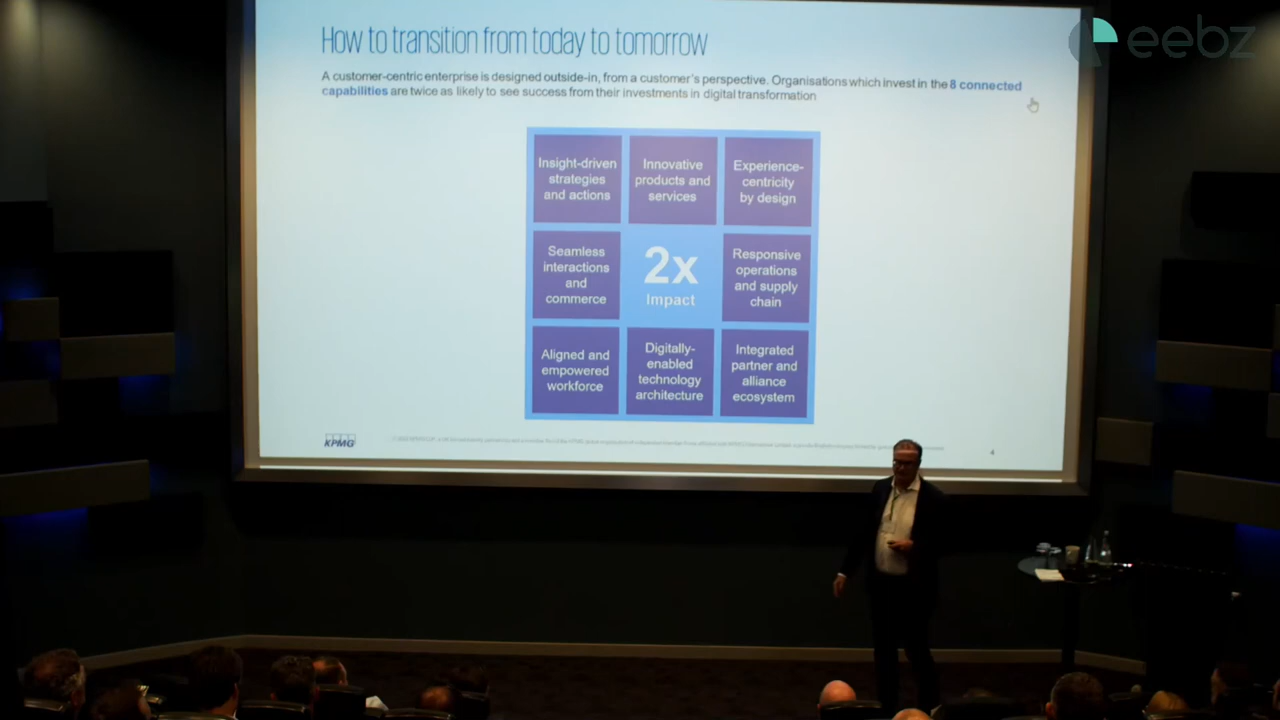 eebz
How to transition from today to tomorrow
A customer-centric enterprise is designed outside-in, from a customer's perspective. Organisations which invest in the 8 connected
capabilities are twice as likely to see success from their investments in digital transformation
Insight-driven
strategies
and actions
Innovative
products and
services
Experience-
centricity
by design
Seamless
interactions
and
commerce
2x
Impact
Responsive
operations
and supply
chain
Aligned and
empowered
workforce
Digitally-
enabled
technology
architecture
Integrated
partner and
alliance
ecosystem
KPMG
4